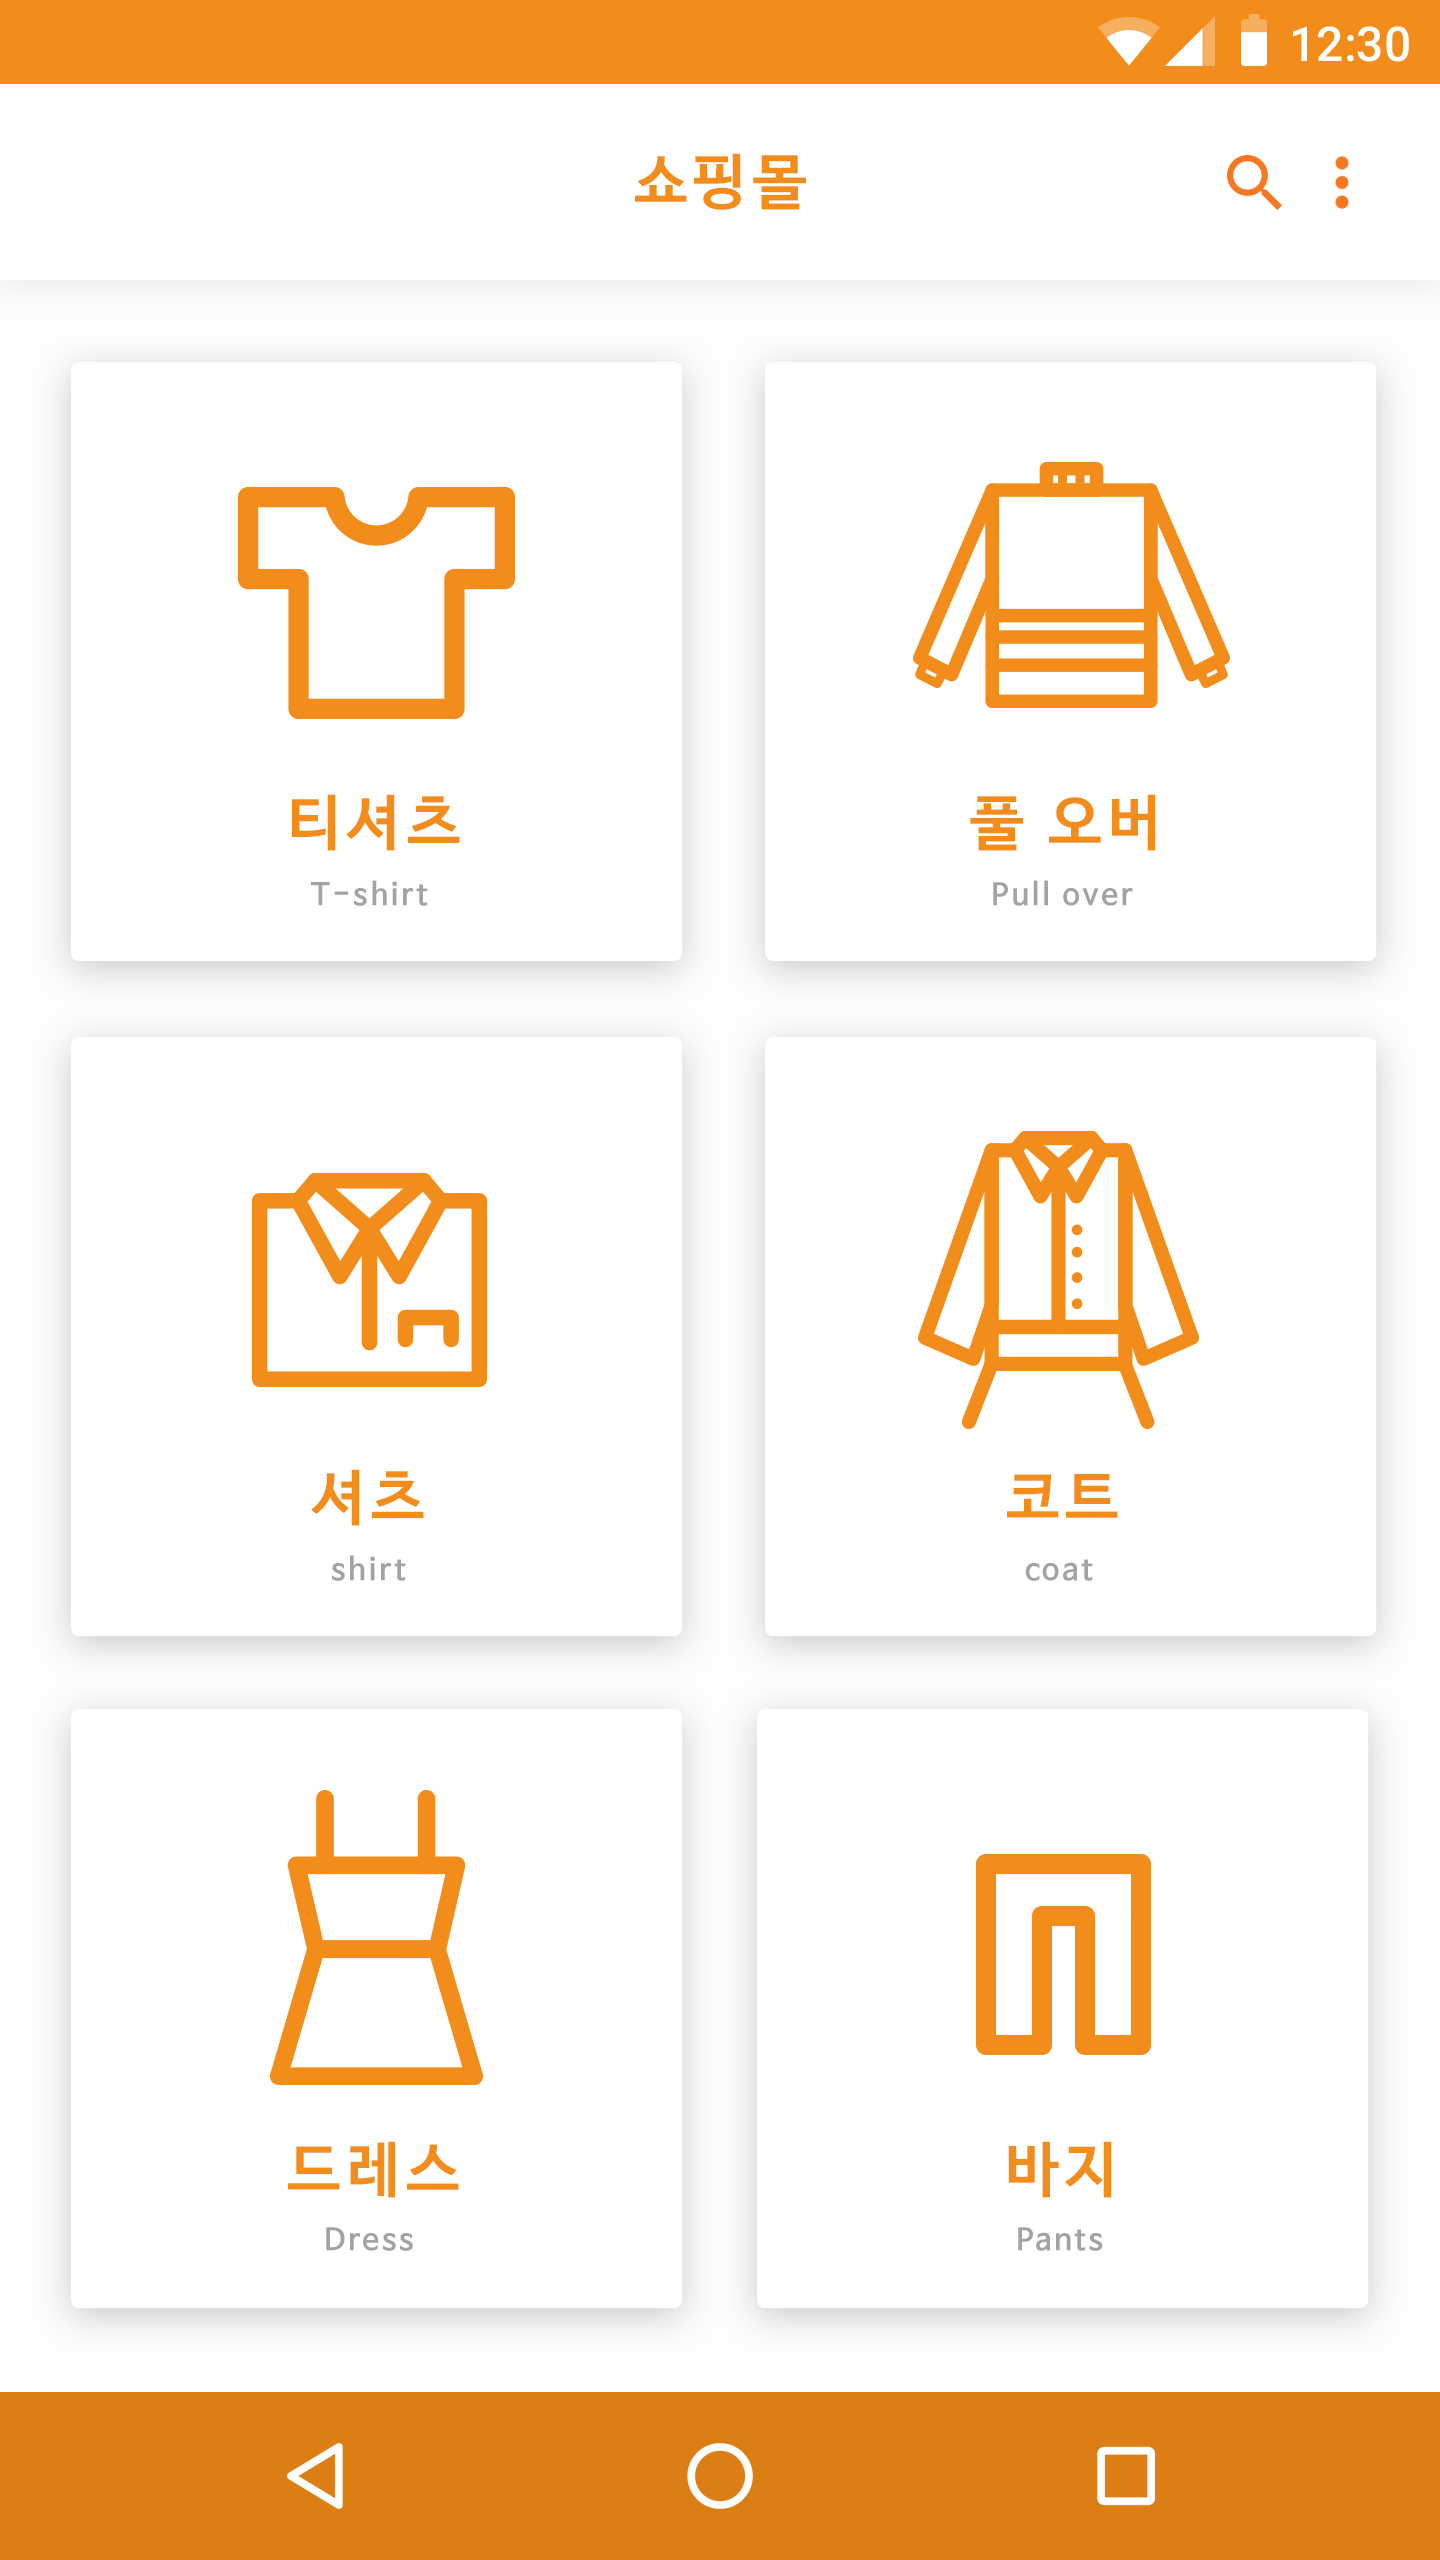 12:30
쇼핑몰
티셔츠
T-shirt
풀 오버
Pull over
셔츠
shirt
코트
coat
드레스
Dress
바지
Pants